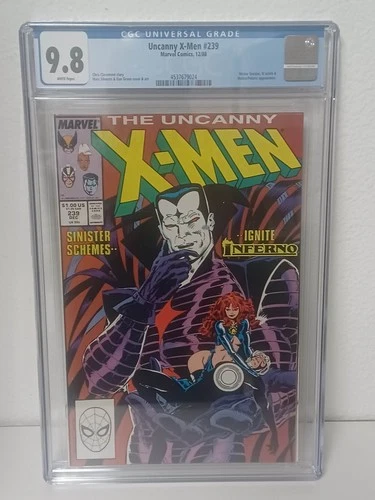 CGC UNIVERSAL GRADE
9.8
WHITE Pages
Uncanny X-Men #239
Marvel Comics, 12/88
MARVEL
THE UNCANNY
X-MEN
$1.00 US
239
DEC
SINISTER
SCHEMES--
--IGNITE
INFERNO